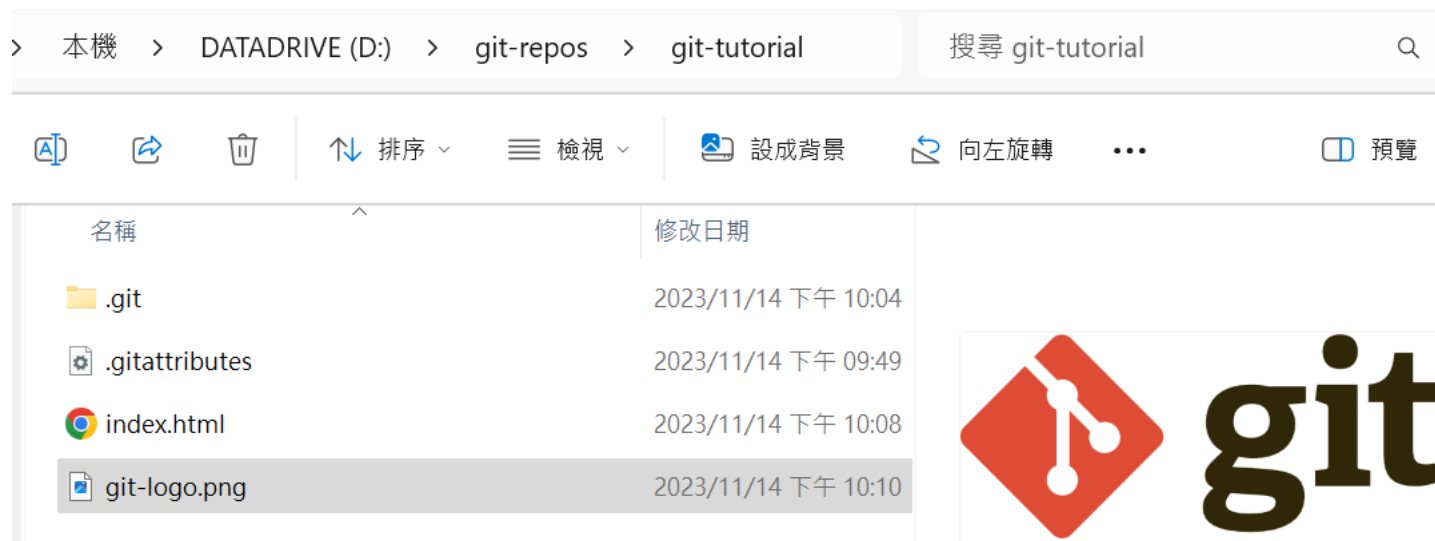 > 本機 > DATADRIVE (D:) > git-repos > git-tutorial 搜尋 git-tutorial
A 排序 檢視 設成背景 向左旋轉 ••• 預覽
名稱 修改日期
.git 2023/11/14 下午 10:04
.gitattributes 2023/11/14 下午 09:49
index.html 2023/11/14 下午 10:08
git-logo.png 2023/11/14 下午 10:10
git